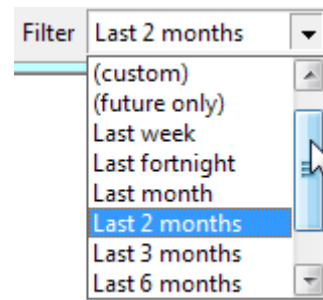 Filter Last 2 months
(custom)
(future only)
Last week
Last fortnight
Last month
Last 2 months
Last 3 months
Last 6 months